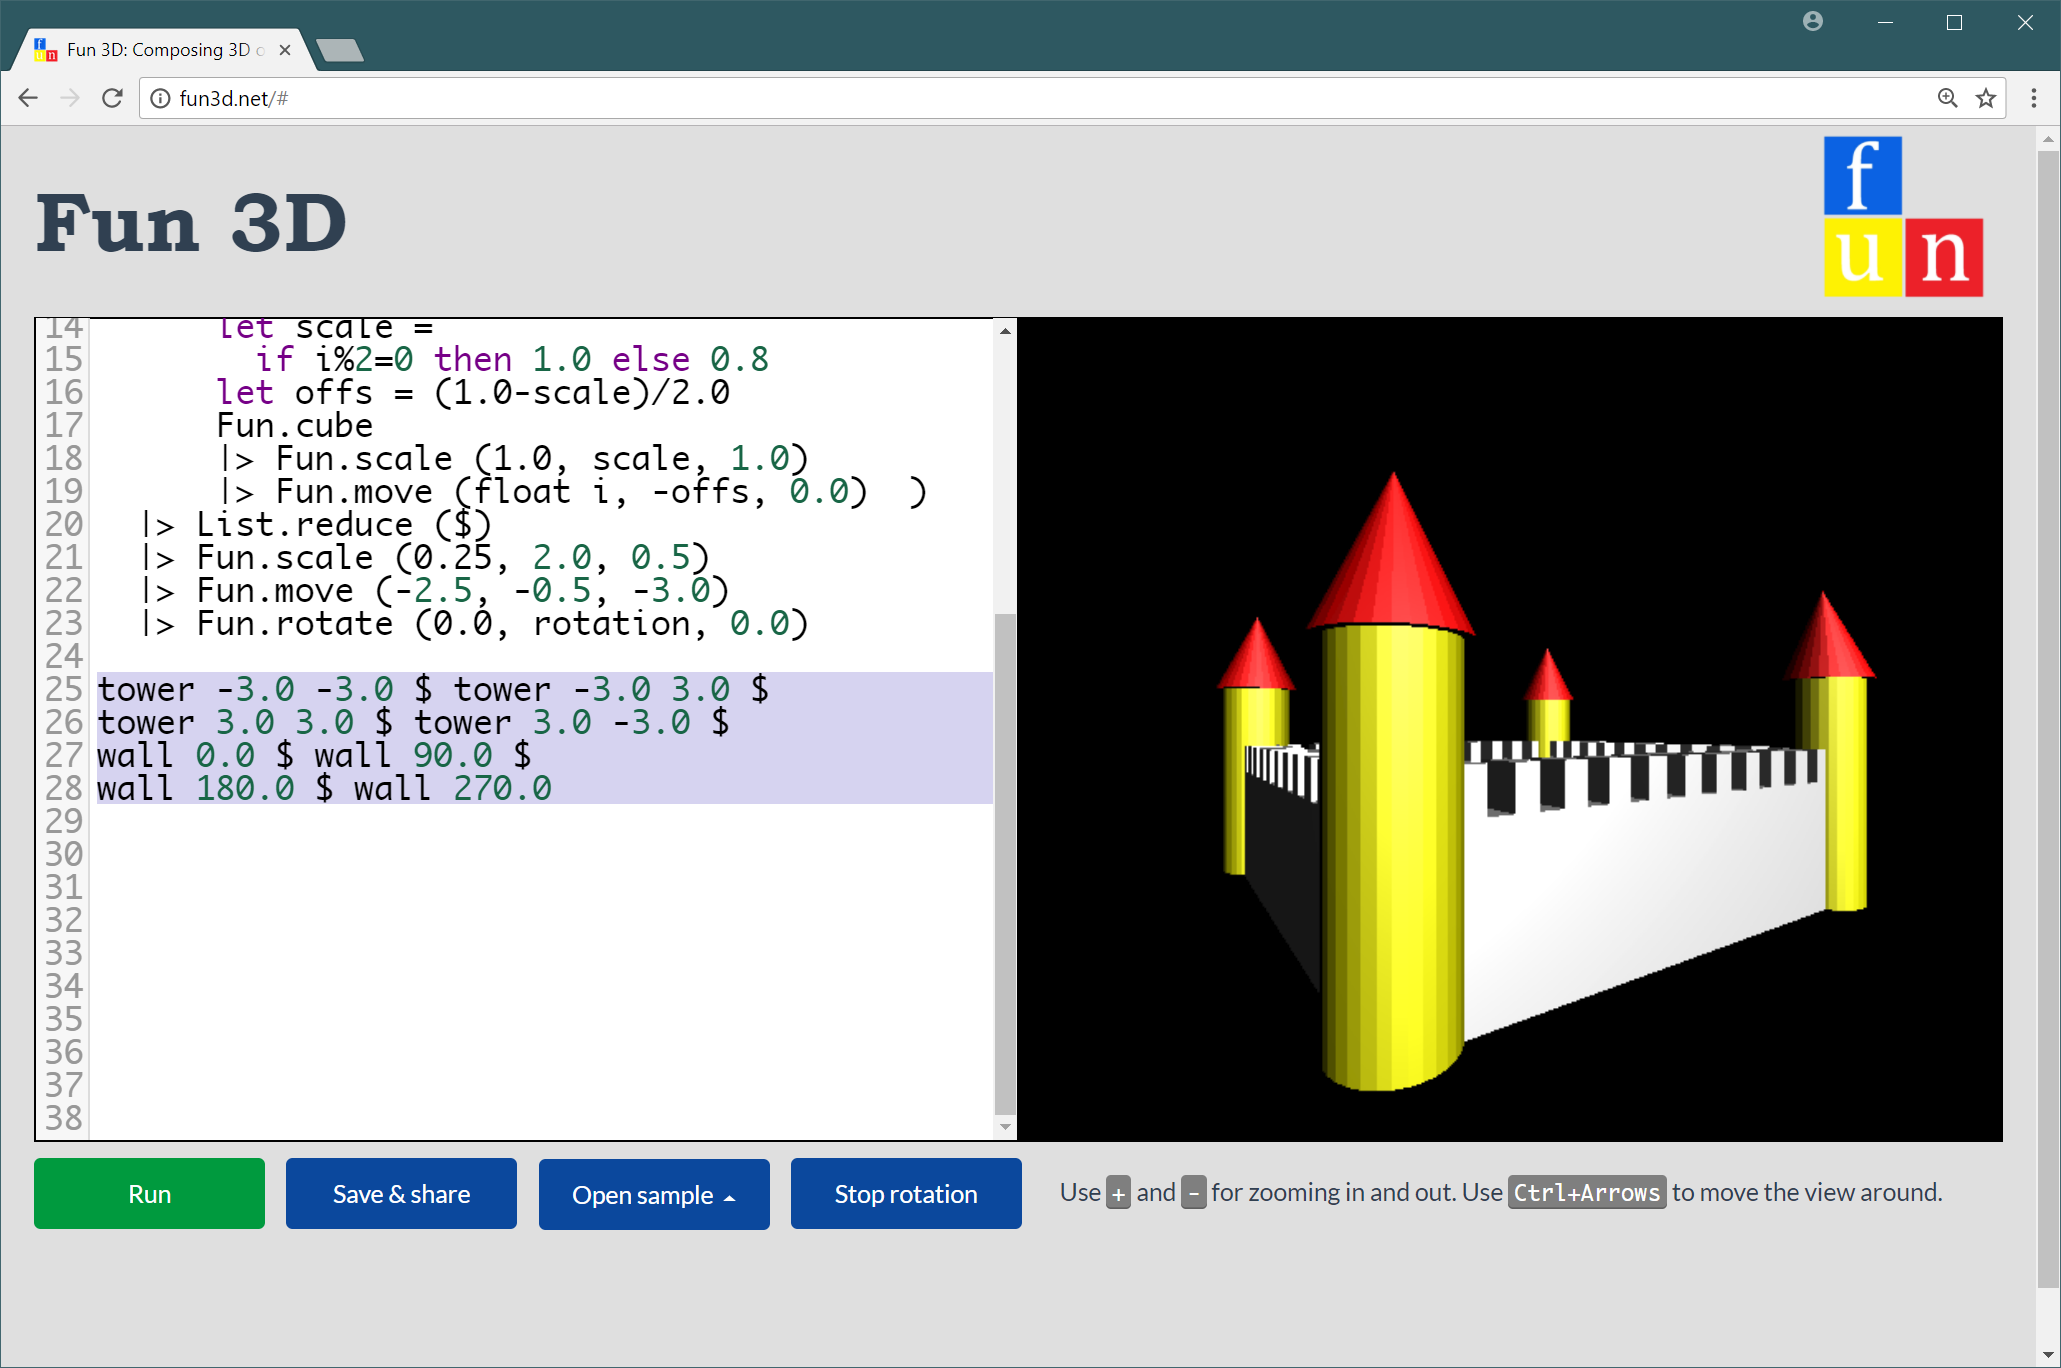 Fun 3D: Composing 3D o
fun3d.net/#
Fun 3D
f
u n
14 let scale =
15 if i%2=0 then 1.0 else 0.8
16 let offs = (1.0-scale)/2.0
17 Fun.cube
18 |> Fun.scale (1.0, scale, 1.0)
19 |> Fun.move (float i, -offs, 0.0) )
20 |> List.reduce ($)
21 |> Fun.scale (0.25, 2.0, 0.5)
22 |> Fun.move (-2.5, -0.5, -3.0)
23 |> Fun.rotate (0.0, rotation, 0.0)
24
25 tower -3.0 -3.0 $ tower -3.0 3.0 $
26 tower 3.0 3.0 $ tower 3.0 -3.0 $
27 wall 0.0 $ wall 90.0 $
28 wall 180.0 $ wall 270.0
29
30
31
32
33
34
35
36
37
38
Run Save & share Open sample Stop rotation Use + and - for zooming in and out. Use Ctrl+Arrows to move the view around.